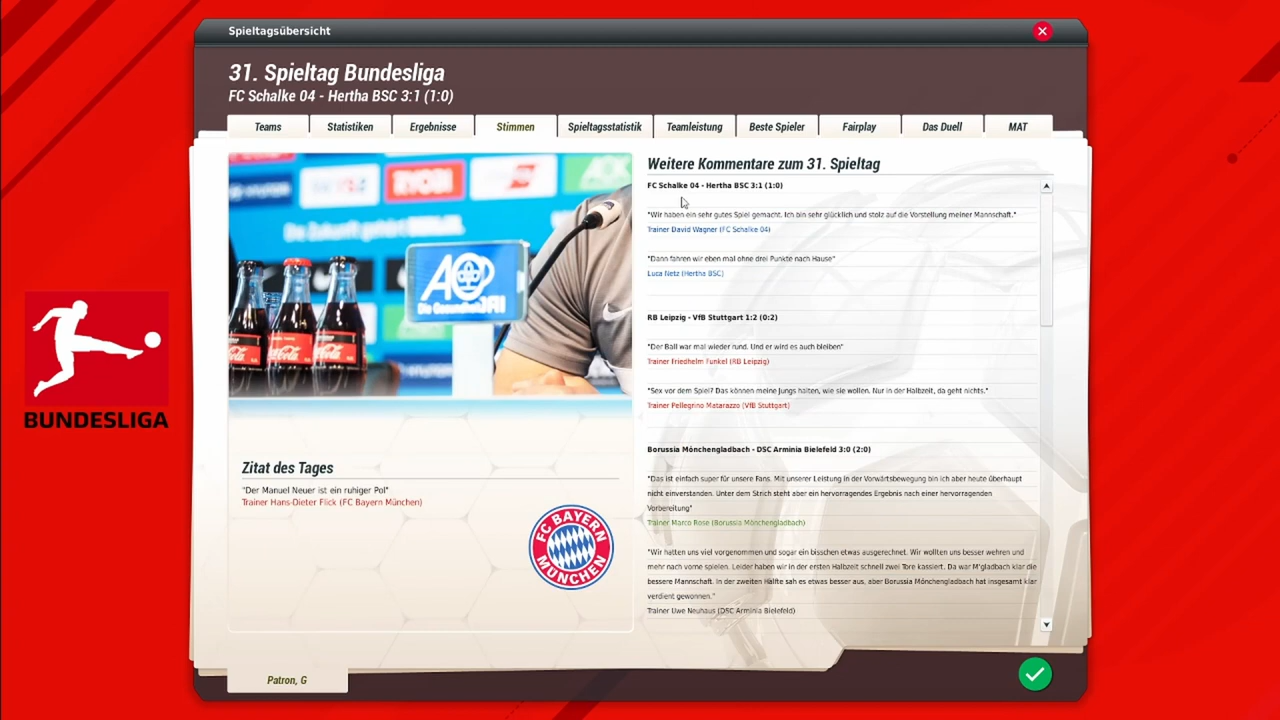 Spieltagsübersicht
31. Spieltag Bundesliga
FC Schalke 04 - Hertha BSC 3:1 (1:0)
Teams
Statistiken
Ergebnisse
Stimmen
Spieltagsstatistik
Teamleistung
Beste Spieler
Fairplay
Das Duell
MAT
RYOBI
AOK
Die Gesundheit
Coca-Cola
Weitere Kommentare zum 31. Spieltag
FC Schalke 04 - Hertha BSC 3:1 (1:0)
"Wir haben ein sehr gutes Spiel gemacht. Ich bin sehr glücklich und stolz auf die Vorstellung meiner Mannschaft."
Trainer David Wagner (FC Schalke 04)
"Dann fahren wir eben mal ohne drei Punkte nach Hause"
Luca Netz (Hertha BSC)
RB Leipzig - VfB Stuttgart 1:2 (0:2)
"Der Ball war mal wieder rund. Und er wird es auch bleiben"
Trainer Friedhelm Funkel (RB Leipzig)
"Sex vor dem Spiel? Das können meine Jungs halten, wie sie wollen. Nur in der Halbzeit, da geht nichts."
Trainer Pellegrino Matarazzo (VfB Stuttgart)
Borussia Mönchengladbach - DSC Arminia Bielefeld 3:0 (2:0)
"Das ist einfach super für unsere Fans. Mit unserer Leistung in der Vorwärtsbewegung bin ich aber heute überhaupt
nicht einverstanden. Unter dem Strich steht aber ein hervorragendes Ergebnis nach einer hervorragenden
Vorbereitung"
Trainer Marco Rose (Borussia Mönchengladbach)
"Wir hatten uns viel vorgenommen und sogar ein bisschen etwas ausgerechnet. Wir wollten uns besser wehren und
mehr nach vorne spielen. Leider haben wir in der ersten Halbzeit schnell zwei Tore kassiert. Da war M'gladbach klar die
bessere Mannschaft. In der zweiten Hälfte sah es etwas besser aus, aber Borussia Mönchengladbach hat insgesamt klar
verdient gewonnen."
Trainer Uwe Neuhaus (DSC Arminia Bielefeld)
Zitat des Tages
"Der Manuel Neuer ist ein ruhiger Pol"
Trainer Hans-Dieter Flick (FC Bayern München)
FC BAYERN
MÜNCHEN
BUNDESLIGA
Patron, G